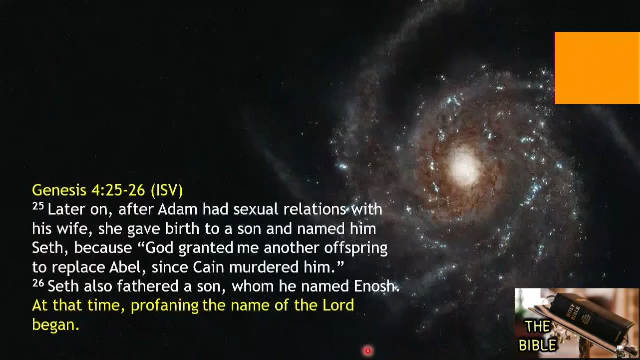 Genesis 4:25-26 (ISV)
25 Later on, after Adam had sexual relations with
his wife, she gave birth to a son and named him
Seth, because “God granted me another offspring
to replace Abel, since Cain murdered him.”
26 Seth also fathered a son, whom he named Enosh.
At that time, profaning the name of the Lord
began.
THE
BIBLE